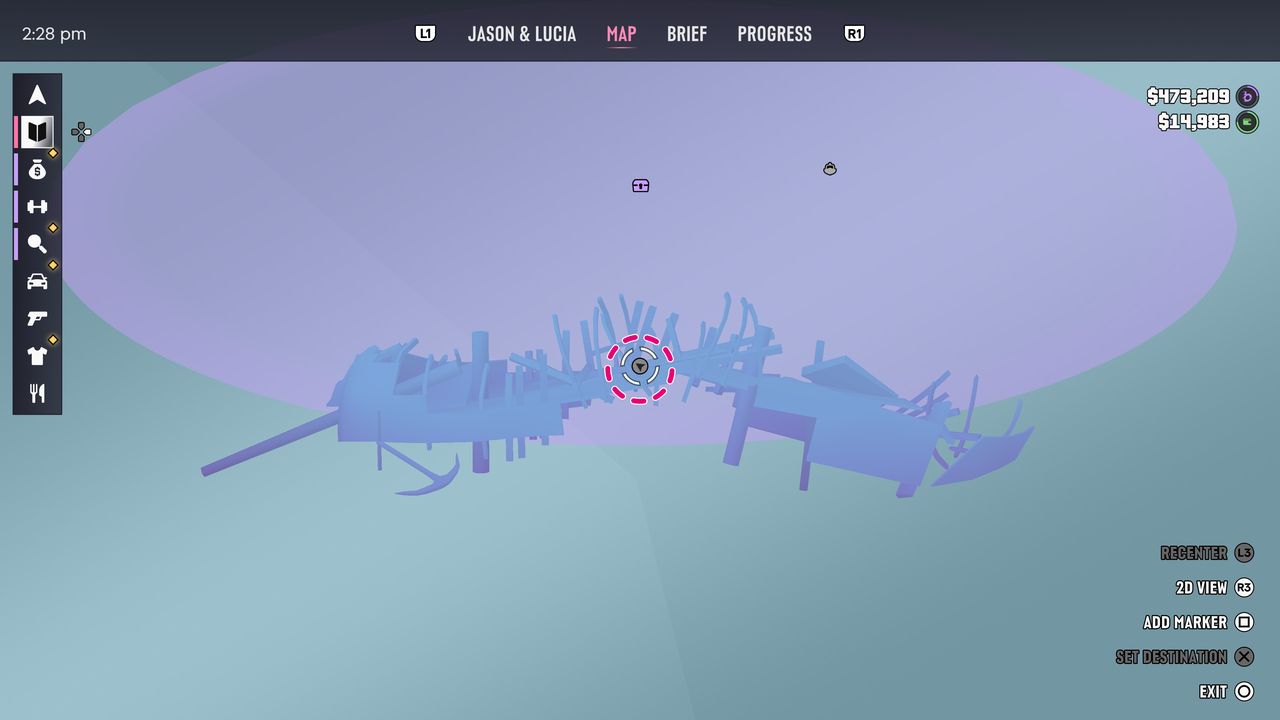 2:28 pm
L1 JASON & LUCIA MAP BRIEF PROGRESS R1
$473,209
$14,983
RECENTER L3
2D VIEW R3
ADD MARKER
SET DESTINATION
EXIT